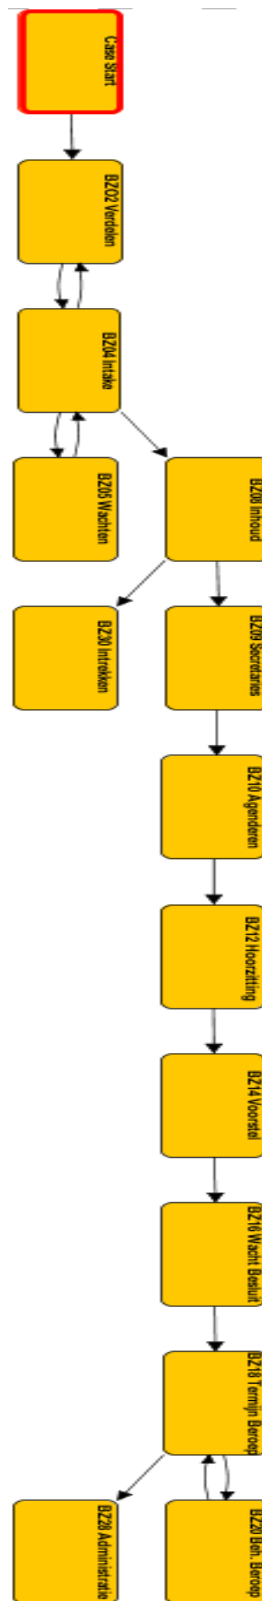 Case Start
BZ02 Verdelen
BZ04 Intake
BZ05 Wachten
BZ08 Inhoud
BZ30 Intrekken
BZ09 Secretaries
BZ10 Agenderen
BZ12 Hoorzitting
BZ14 Voorstel
BZ16 Wacht Besluit
BZ18 Termijn Beroep
BZ28 Administratie
BZ20 Beh. Beroep